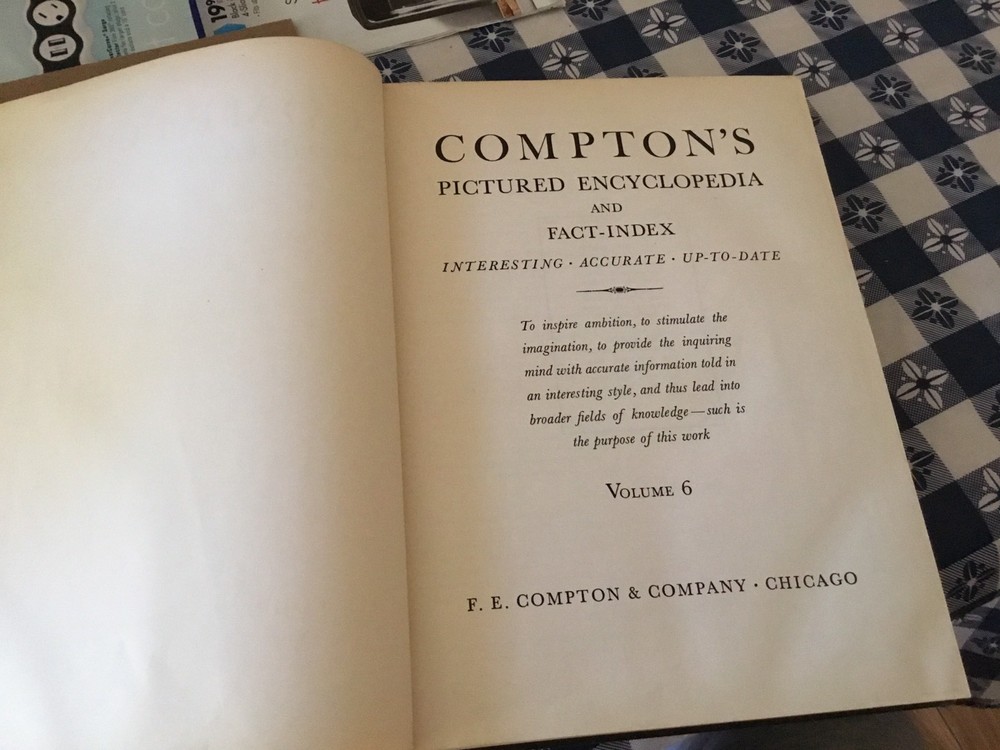 COMPTON'S
PICTURED ENCYCLOPEDIA
AND
FACT-INDEX
INTERESTING · ACCURATE · UP-TO-DATE
To inspire ambition, to stimulate the
imagination, to provide the inquiring
mind with accurate information told in
an interesting style, and thus lead into
broader fields of knowledge—such is
the purpose of this work
VOLUME 6
F. E. COMPTON & COMPANY · CHICAGO